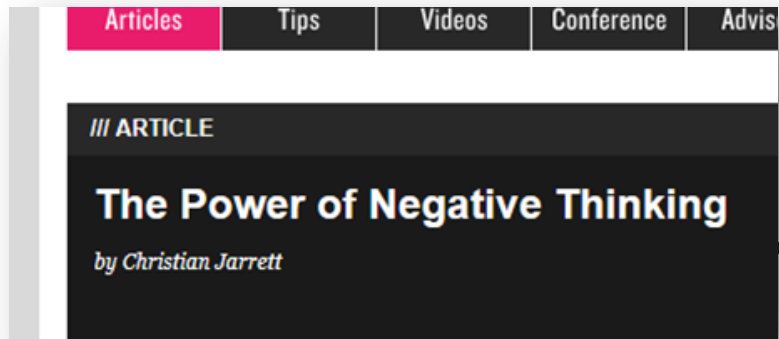 Articles Tips Videos Conference
/// ARTICLE
The Power of Negative Thinking
by Christian Jarrett